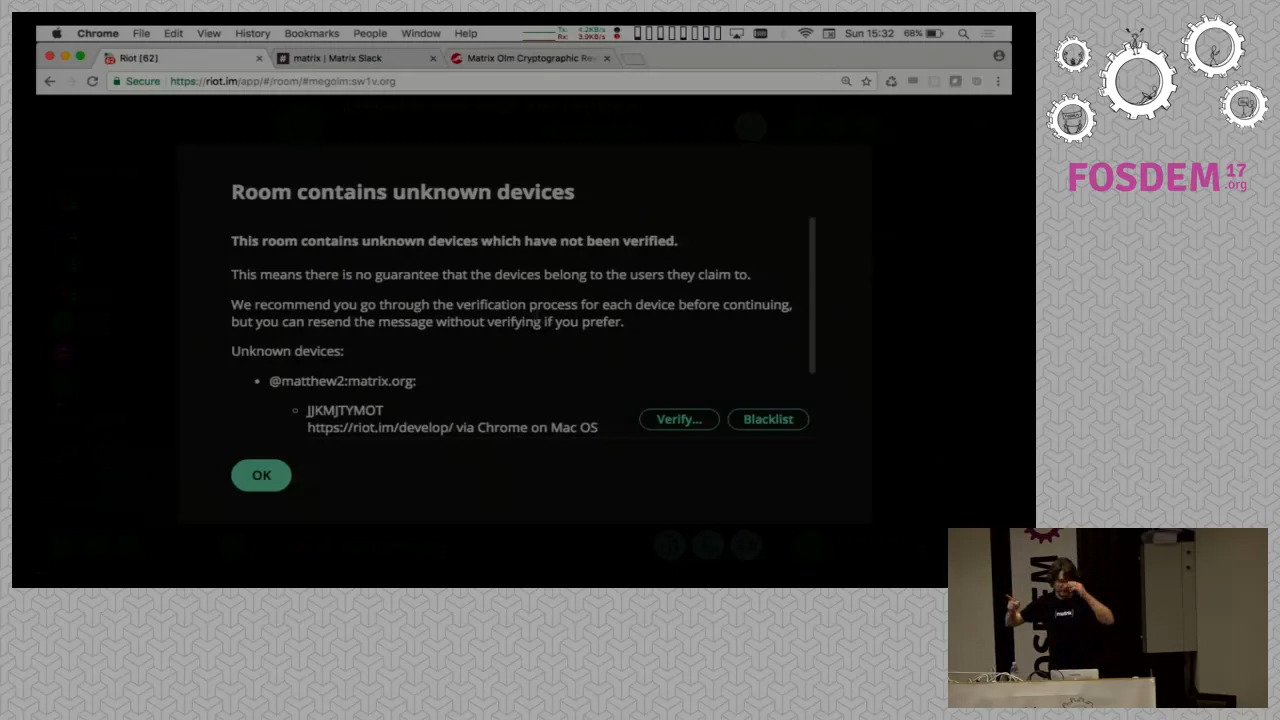 Chrome File Edit View History Bookmarks People Window Help
Sun 15:32 68%
Riot [62]
matrix | Matrix Slack
Matrix Olm Cryptographic Re
Secure https://riot.im/app/#/room/#megolm:sw1v.org
Room contains unknown devices
This room contains unknown devices which have not been verified.
This means there is no guarantee that the devices belong to the users they claim to.
We recommend you go through the verification process for each device before continuing,
but you can resend the message without verifying if you prefer.
Unknown devices:
@matthew2:matrix.org:
JJKMJTYMOT
https://riot.im/develop/ via Chrome on Mac OS
Verify...
Blacklist
OK
FOSDEM 17
.org
[matrix]